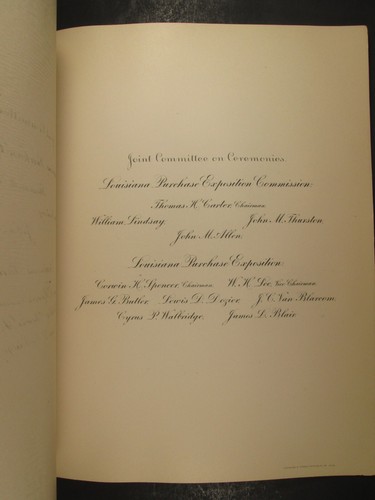 Joint Committee on Ceremonies.
Louisiana Purchase Exposition Commission:
Thomas H. Carter, Chairman
William Lindsay, John M. Thurston,
John M. Allen.
Louisiana Purchase Exposition:
Corwin H. Spencer, Chairman, W. H. Lee, Vice Chairman,
James G. Butler, Lewis D. Dozier, J. C. Van Blarcom,
Cyrus P. Walbridge, James L. Blair